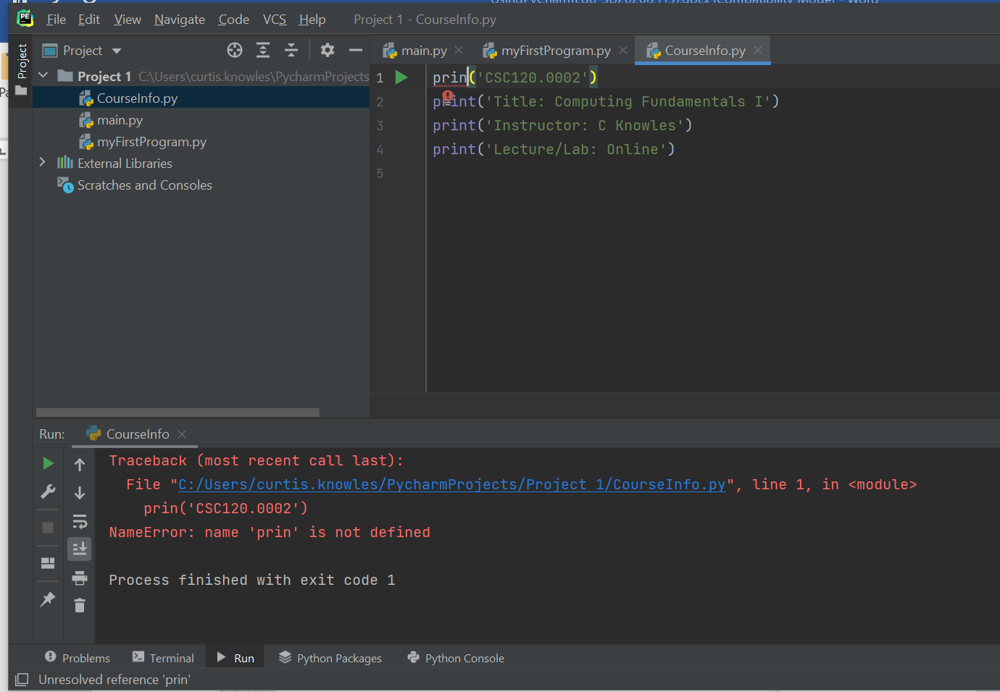 PE File Edit View Navigate Code VCS Help Project 1 - CourseInfo.py
Project
Project
Project 1 C:\Users\curtis.knowles\PycharmProjects
CourseInfo.py
main.py
myFirstProgram.py
External Libraries
Scratches and Consoles
main.py myFirstProgram.py CourseInfo.py
1 prin('CSC120.0002')
2 print('Title: Computing Fundamentals I')
3 print('Instructor: C Knowles')
4 print('Lecture/Lab: Online')
5
Run: CourseInfo
Traceback (most recent call last):
File "C:/Users/curtis.knowles/PycharmProjects/Project 1/CourseInfo.py", line 1, in <module>
prin('CSC120.0002')
NameError: name 'prin' is not defined
Process finished with exit code 1
Problems Terminal Run Python Packages Python Console
Unresolved reference 'prin'